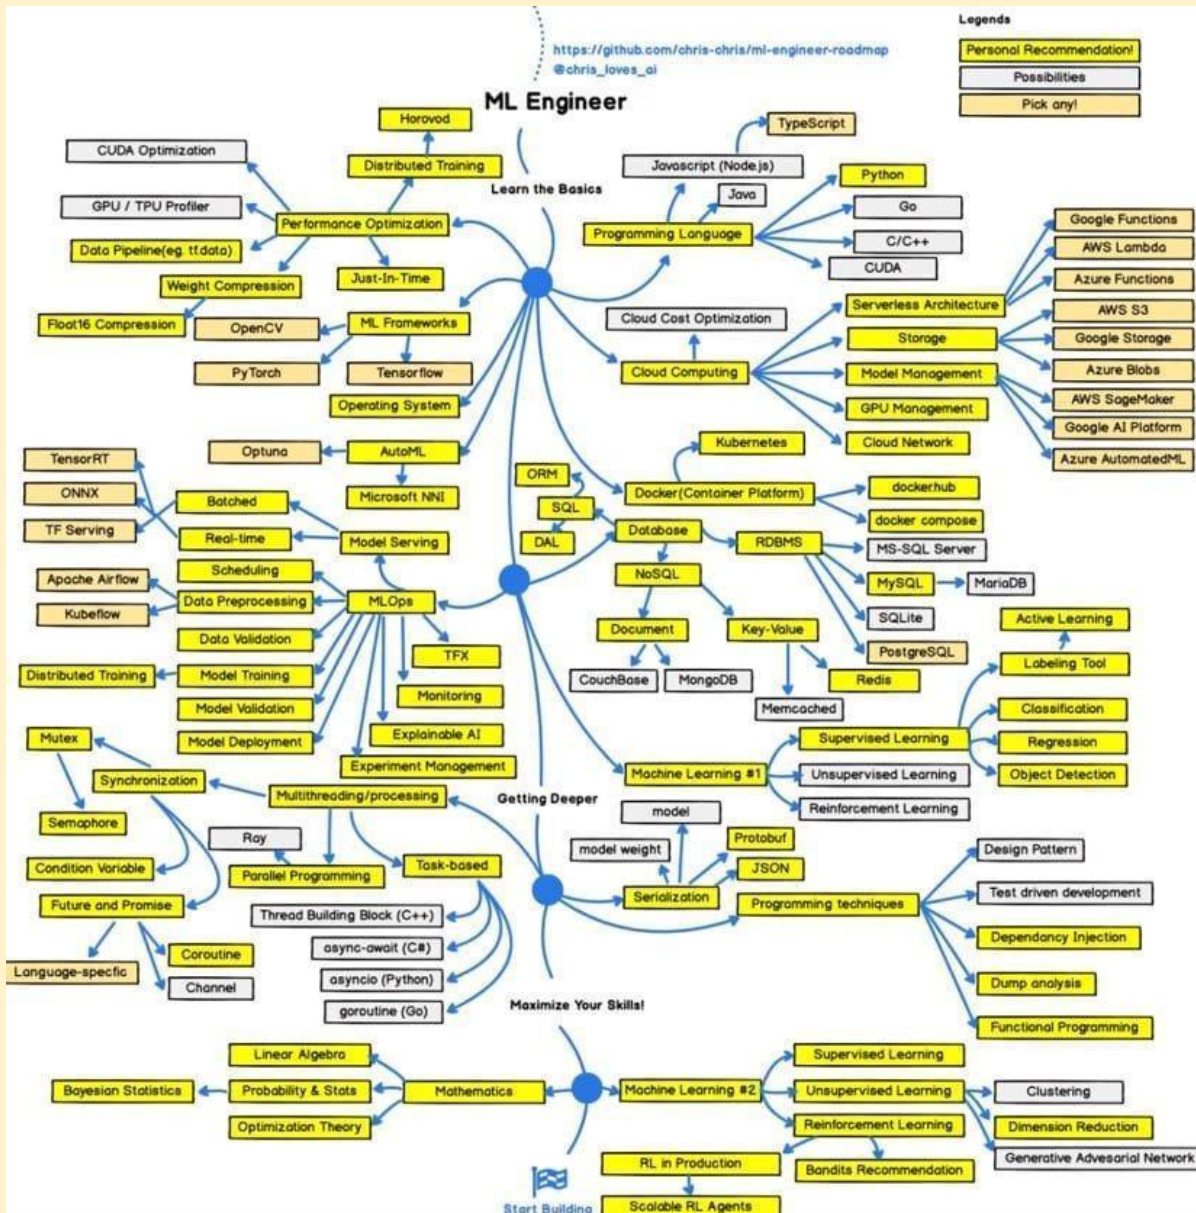 Legends
https://github.com/chris-chris/ml-engineer-roadmap
@chris_loves_ai
Personal Recommendation!
Possibilities
Pick any!
ML Engineer
Learn the Basics
Horovod
CUDA Optimization
Distributed Training
GPU / TPU Profiler
Performance Optimization
Data Pipeline(eg. tf.data)
Weight Compression
Just-In-Time
Float16 Compression
TypeScript
Javascript (Node.js)
Java
Python
Go
Programming Language
C/C++
CUDA
OpenCV
ML Frameworks
PyTorch
Tensorflow
Operating System
Cloud Cost Optimization
Cloud Computing
Serverless Architecture
Storage
Model Management
GPU Management
Cloud Network
Google Functions
AWS Lambda
Azure Functions
AWS S3
Google Storage
Azure Blobs
AWS SageMaker
Google AI Platform
Azure AutomatedML
Optuna
AutoML
Microsoft NNI
Kubernetes
Docker(Container Platform)
dockerhub
docker compose
TensorRT
ONNX
TF Serving
Batched
Real-time
Model Serving
ORM
SQL
DAL
Database
RDBMS
MS-SQL Server
MySQL
MariaDB
SQLite
PostgreSQL
NoSQL
Document
Key-Value
CouchBase
MongoDB
Redis
Memcached
Scheduling
Apache Airflow
Data Preprocessing
Kubeflow
MLOps
Data Validation
TFX
Distributed Training
Model Training
Monitoring
Model Validation
Explainable AI
Model Deployment
Experiment Management
Active Learning
Labeling Tool
Supervised Learning
Classification
Regression
Object Detection
Machine Learning #1
Unsupervised Learning
Reinforcement Learning
Getting Deeper
Mutex
Synchronization
Multithreading/processing
Semaphore
Condition Variable
Future and Promise
Language-specfic
Coroutine
Channel
Ray
Parallel Programming
Task-based
Thread Building Block (C++)
async-await (C#)
asyncio (Python)
goroutine (Go)
model
model weight
Protobuf
JSON
Serialization
Programming techniques
Design Pattern
Test driven development
Dependancy Injection
Dump analysis
Functional Programming
Maximize Your Skills!
Linear Algebra
Bayesian Statistics
Probability & Stats
Mathematics
Optimization Theory
Machine Learning #2
Supervised Learning
Unsupervised Learning
Reinforcement Learning
Clustering
Dimension Reduction
Generative Advesarial Network
RL in Production
Bandits Recommendation
Scalable RL Agents
Start Building